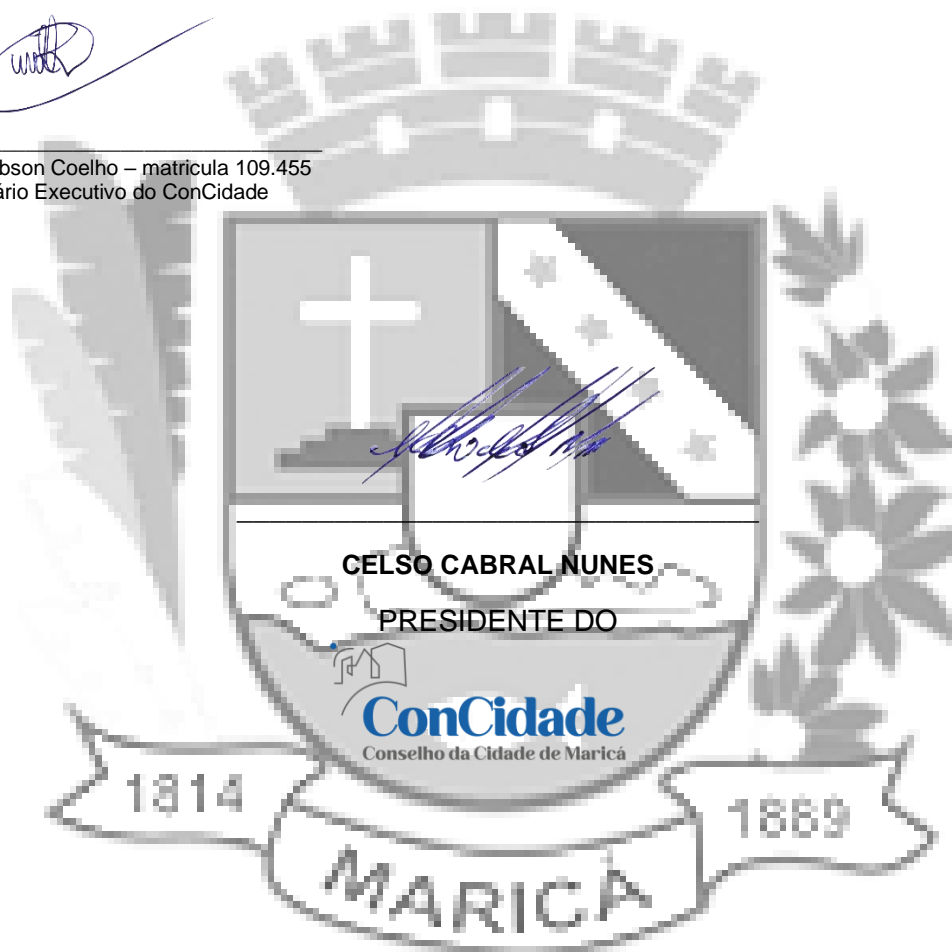 bson Coelho – matricula 109.455
ário Executivo do ConCidade
CELSO CABRAL NUNES
PRESIDENTE DO
ConCidade
Conselho da Cidade de Maricá
1814
1889
MARICÁ